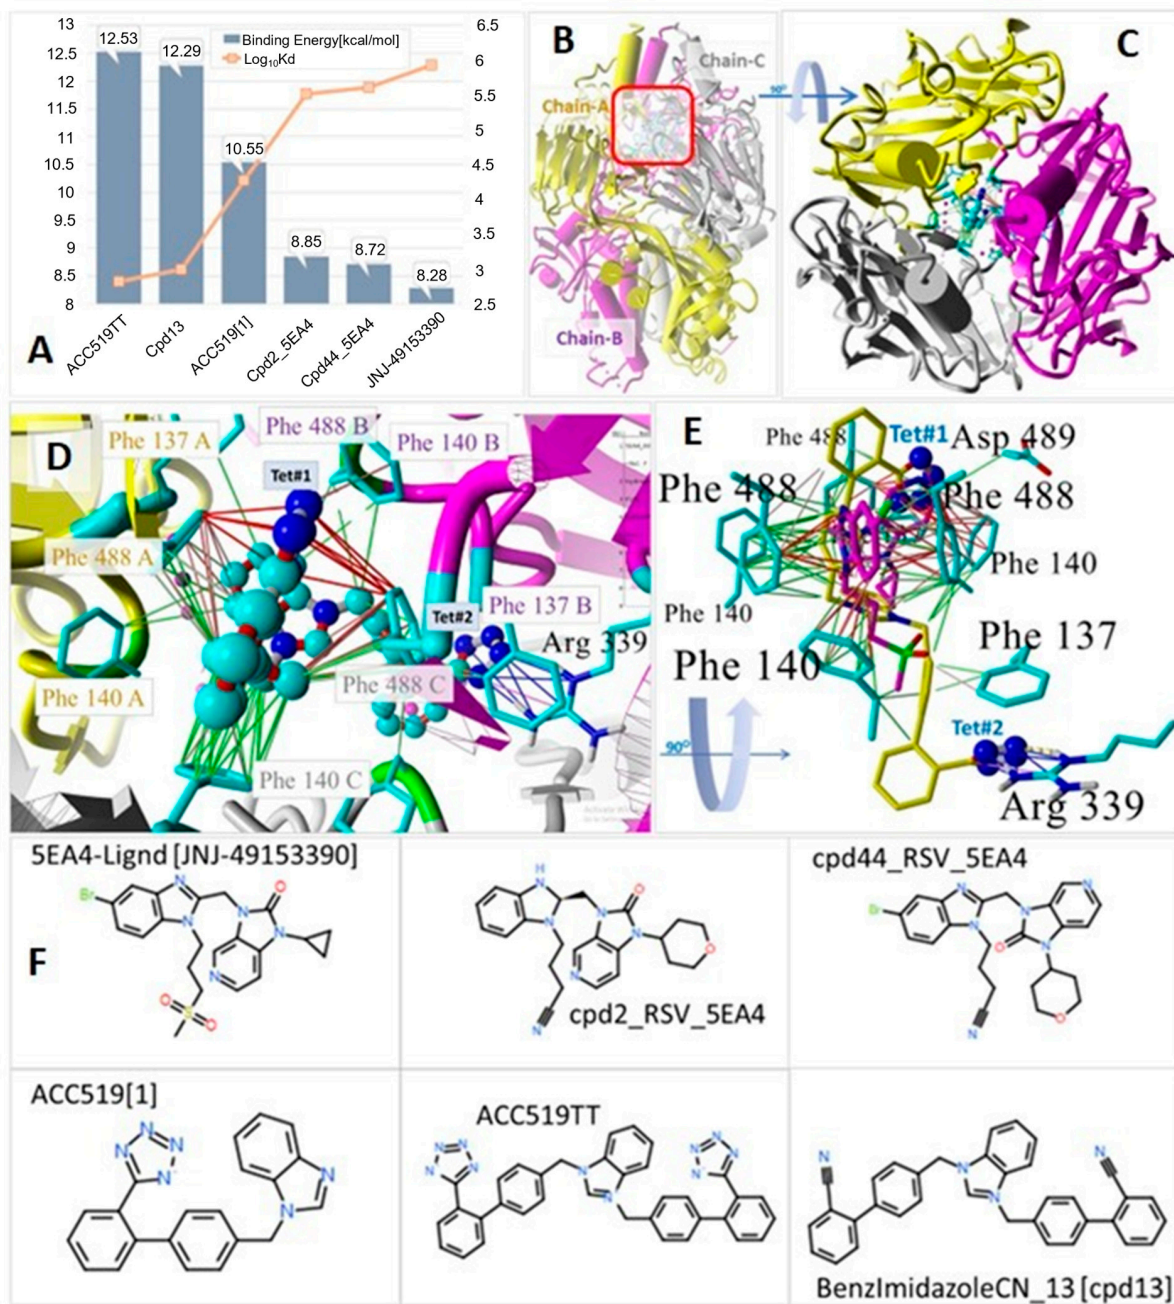 13
12.5
12
11.5
11
10.5
10
9.5
9
8.5
8
6.5
6
5.5
5
4.5
4
3.5
3
2.5
Binding Energy[kcal/mol]
Log10Kd
12.53
12.29
10.55
8.85
8.72
8.28
ACC519TT
Cpd13
ACC519[1]
Cpd2_5EA4
Cpd44_5EA4
JNJ-49153390
A
B
Chain-C
Chain-A
Chain-B
90°
C
D
Phe 137 A
Phe 488 B
Phe 140 B
Tet#1
Phe 488 A
Tet#2
Phe 137 B
Arg 339
Phe 140 A
Phe 488 C
Phe 140 C
E
Phe 488
Tet#1
Asp 489
Phe 488
Phe 488
Phe 140
Phe 140
Phe 140
Phe 137
Tet#2
90°
Arg 339
F
5EA4-Lignd [JNJ-49153390]
Br
N
N
N
O
N
N
O
S
O
H
N
N
N
O
N
N
O
N
cpd2_RSV_5EA4
cpd44_RSV_5EA4
Br
N
N
N
N
O
N
O
N
ACC519[1]
N
N
N
N
N
N
ACC519TT
N
N
N
N
N
N
N
N
N
N
N
N
N
N
BenzImidazoleCN_13 [cpd13]